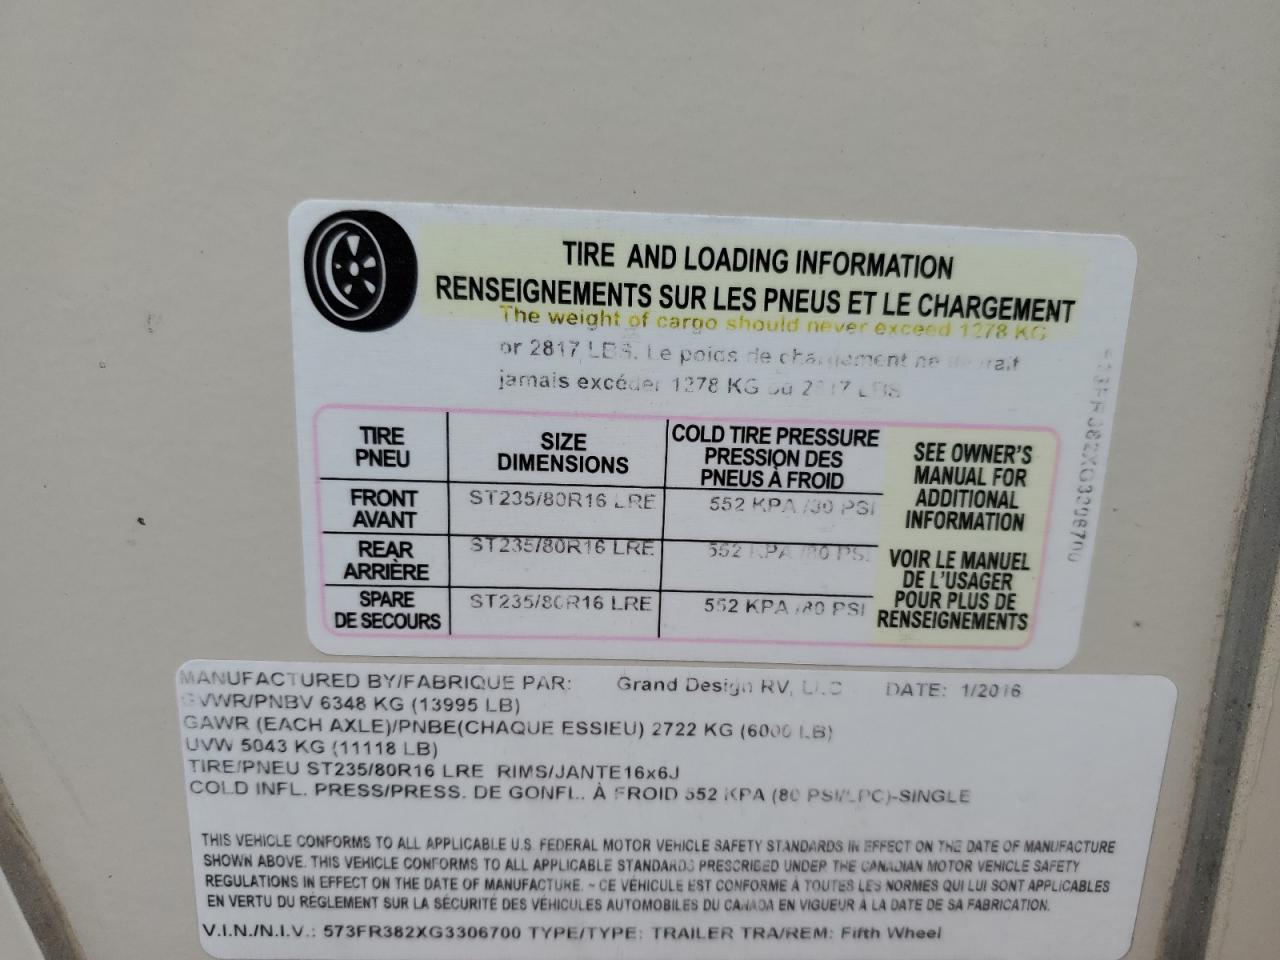 TIRE AND LOADING INFORMATION
RENSEIGNEMENTS SUR LES PNEUS ET LE CHARGEMENT
The weight of cargo should never exceed 1278 KG
or 2817 LBS. Le poids de chargement ne
jamais excéder 1278 KG ou 2817 LBS
TIRE
PNEU
SIZE
DIMENSIONS
COLD TIRE PRESSURE
PRESSION DES
PNEUS À FROID
FRONT
AVANT
ST235/80R16 LRE
552 KPA /80 PSI
REAR
ARRIÈRE
ST235/80R16 LRE
552 KPA /80 PSI
SPARE
DE SECOURS
ST235/80R16 LRE
552 KPA /80 PSI
SEE OWNER'S
MANUAL FOR
ADDITIONAL
INFORMATION
VOIR LE MANUEL
DE L'USAGER
POUR PLUS DE
RENSEIGNEMENTS
573FR382XG3306700
MANUFACTURED BY/FABRIQUE PAR: Grand Design RV, LLC DATE: 1/2016
GVWR/PNBV 6348 KG (13995 LB)
GAWR (EACH AXLE)/PNBE(CHAQUE ESSIEU) 2722 KG (6000 LB)
UVW 5043 KG (11118 LB)
TIRE/PNEU ST235/80R16 LRE RIMS/JANTE16x6J
COLD INFL. PRESS/PRESS. DE GONFL. À FROID 552 KPA (80 PSI/LPC)-SINGLE
THIS VEHICLE CONFORMS TO ALL APPLICABLE U.S. FEDERAL MOTOR VEHICLE SAFETY STANDARDS IN EFFECT ON THE DATE OF MANUFACTURE
SHOWN ABOVE. THIS VEHICLE CONFORMS TO ALL APPLICABLE STANDARDS PRESCRIBED UNDER THE CANADIAN MOTOR VEHICLE SAFETY
REGULATIONS IN EFFECT ON THE DATE OF MANUFACTURE. ~ CE VÉHICULE EST CONFORME À TOUTES LES NORMES QUI LUI SONT APPLICABLES
EN VERTU DU RÈGLEMENT SUR LA SÉCURITÉ DES VÉHICULES AUTOMOBILES DU CANADA EN VIGUEUR À LA DATE DE SA FABRICATION.
V.I.N./N.I.V.: 573FR382XG3306700 TYPE/TYPE: TRAILER TRA/REM: Fifth Wheel